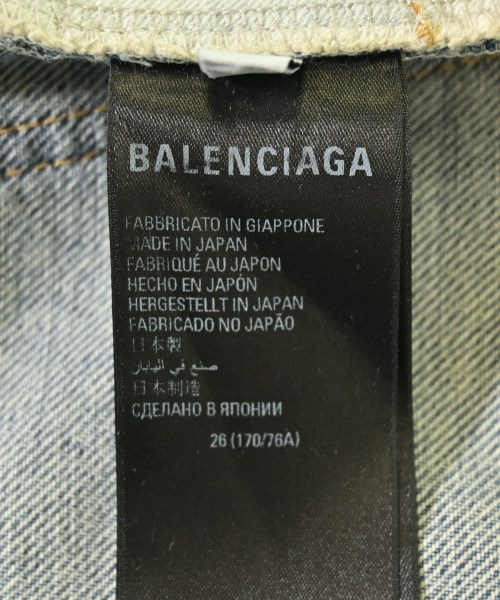 BALENCIAGA
FABBRICATO IN GIAPPONE
MADE IN JAPAN
FABRIQUÉ AU JAPON
HECHO EN JAPÓN
HERGESTELLT IN JAPAN
FABRICADO NO JAPÃO
日本製
صنع في اليابان
日本制造
СДЕЛАНО В ЯПОНИИ
26 (170/76A)